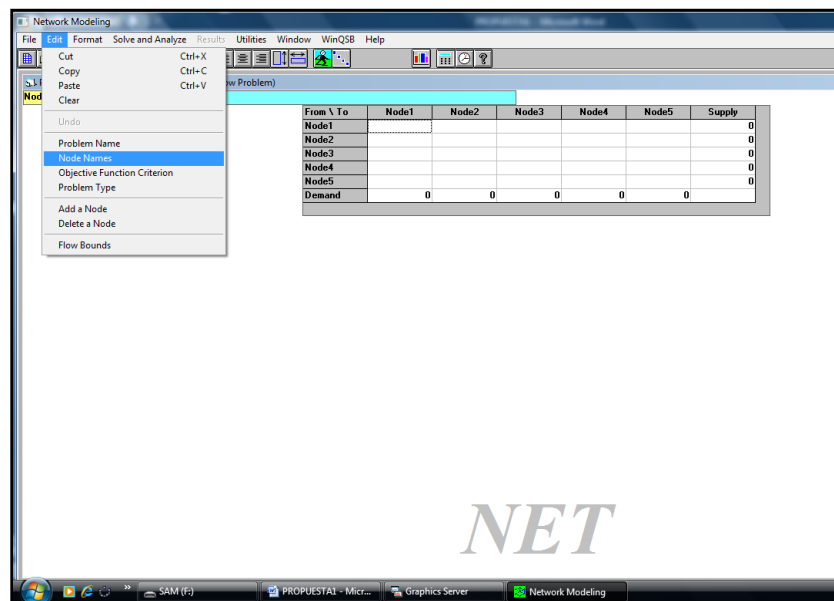 Network Modeling
PROPUESTA1 - Microsoft Word
File Edit Format Solve and Analyze Results Utilities Window WinQSB Help
Cut Ctrl+X
Copy Ctrl+C
Paste Ctrl+V
Clear
Undo
Problem Name
Node Names
Objective Function Criterion
Problem Type
Add a Node
Delete a Node
Flow Bounds
ow Problem)
Nod
From \ To Node1 Node2 Node3 Node4 Node5 Supply
Node1 0
Node2 0
Node3 0
Node4 0
Node5 0
Demand 0 0 0 0 0
NET
SAM (F:)
PROPUESTA1 - Micr...
Graphics Server
Network Modeling